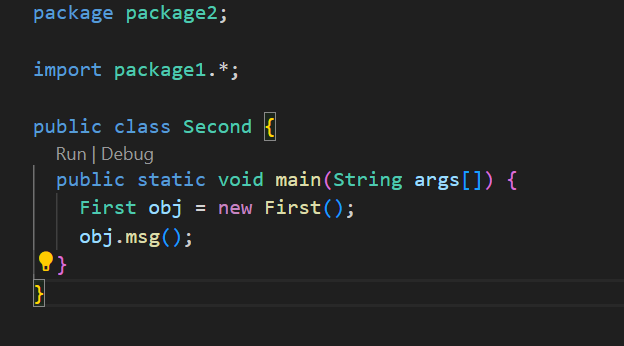 package package2;
import package1.*;
public class Second {
Run | Debug
public static void main(String args[]) {
First obj = new First();
obj.msg();
}
}